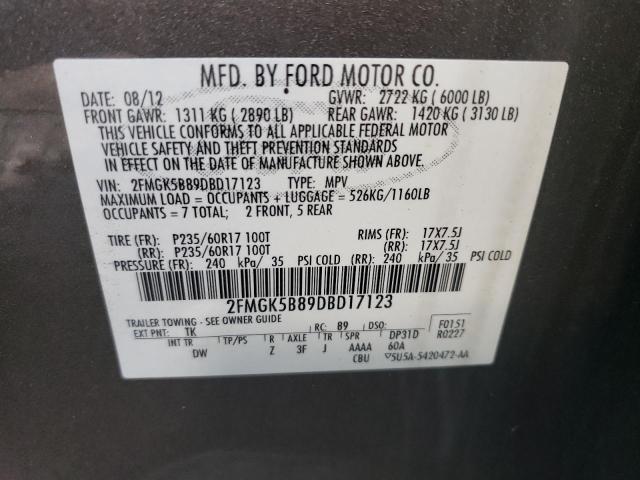 MFD. BY FORD MOTOR CO.
DATE: 08/12 GVWR: 2722 KG ( 6000 LB)
FRONT GAWR: 1311 KG ( 2890 LB) REAR GAWR: 1420 KG ( 3130 LB)
THIS VEHICLE CONFORMS TO ALL APPLICABLE FEDERAL MOTOR
VEHICLE SAFETY AND THEFT PREVENTION STANDARDS
IN EFFECT ON THE DATE OF MANUFACTURE SHOWN ABOVE.
VIN: 2FMGK5B89DBD17123 TYPE: MPV
MAXIMUM LOAD = OCCUPANTS + LUGGAGE = 526KG/1160LB
OCCUPANTS = 7 TOTAL; 2 FRONT, 5 REAR
TIRE (FR): P235/60R17 100T RIMS (FR): 17X7.5J
(RR): P235/60R17 100T (RR): 17X7.5J
PRESSURE (FR): 240 kPa/ 35 PSI COLD (RR): 240 kPa/ 35 PSI COLD
2FMGK5B89DBD17123
TRAILER TOWING - SEE OWNER GUIDE
EXT PNT: TK RC: 89 DSO: F0151
INT TR TP/PS R AXLE TR SPR DP31D R0227
DW Z 3F J AAAA 60A
CBU 5U5A-5420472-AA